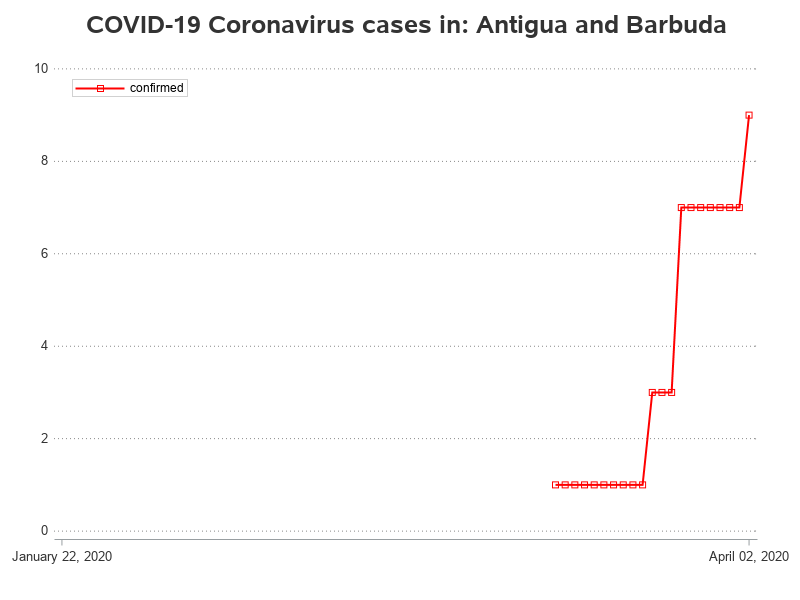 COVID-19 Coronavirus cases in: Antigua and Barbuda
10
confirmed
8
6
4
2
0
January 22, 2020
April 02, 2020